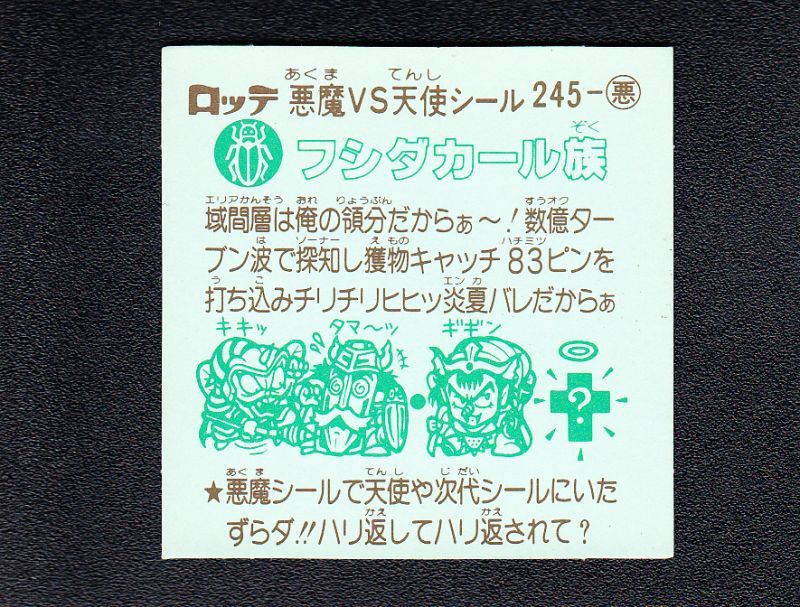 あくま てんし
ロッテ 悪魔VS天使シール 245-悪
ぞく
フシダカール族
エリアかんそう おれ りょうぶん すうオク
域間層は俺の領分だからぁ〜!数億ター
は ソーナー えもの ハチミツ
ブン波で探知し獲物キャッチ83ピンを
う こ エンカ
打ち込みチリチリヒヒッ炎夏バレだからぁ
キキッ タマ〜ッ ま ギギン
?
あくま てんし じだい
★悪魔シールで天使や次代シールにいた
かえ かえ
ずらダ!!ハリ返してハリ返されて?